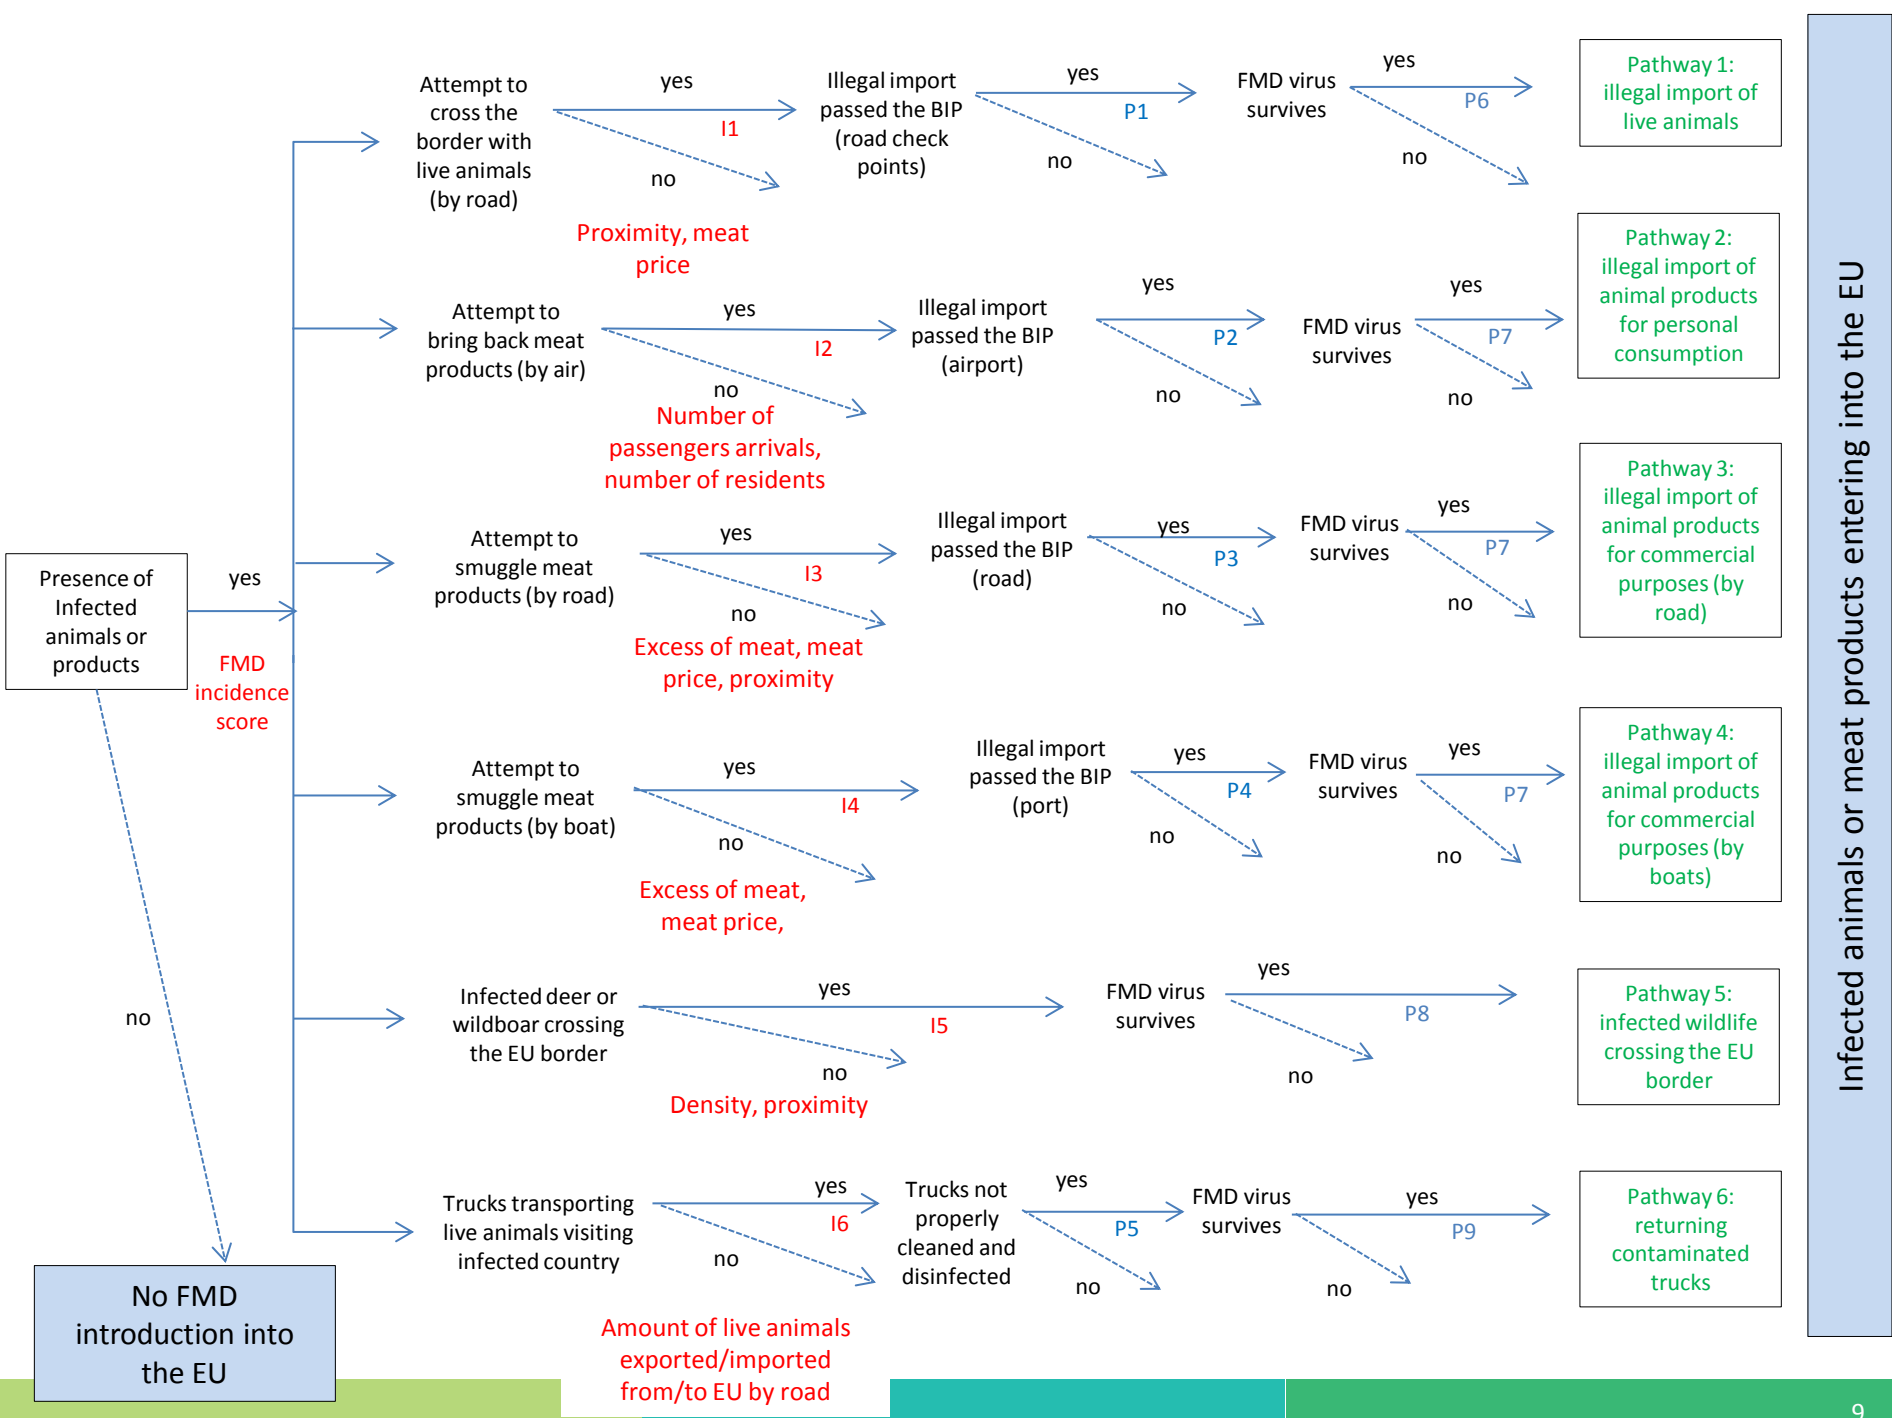 Attempt to
cross the
border with
live animals
(by road)
yes
I1
no
Proximity, meat
price
Illegal import
passed the BIP
(road check
points)
yes
P1
no
FMD virus
survives
yes
P6
no
Pathway 1:
illegal import of
live animals
Attempt to
bring back meat
products (by air)
yes
I2
no
Number of
passengers arrivals,
number of residents
Illegal import
passed the BIP
(airport)
yes
P2
no
FMD virus
survives
yes
P7
no
Pathway 2:
illegal import of
animal products
for personal
consumption
Attempt to
smuggle meat
products (by road)
yes
I3
no
Excess of meat, meat
price, proximity
Illegal import
passed the BIP
(road)
yes
P3
no
FMD virus
survives
yes
P7
no
Pathway 3:
illegal import of
animal products
for commercial
purposes (by
road)
Presence of
Infected
animals or
products
yes
FMD
incidence
score
no
Attempt to
smuggle meat
products (by boat)
yes
I4
no
Excess of meat,
meat price,
Illegal import
passed the BIP
(port)
yes
P4
no
FMD virus
survives
yes
P7
no
Pathway 4:
illegal import of
animal products
for commercial
purposes (by
boats)
Infected deer or
wildboar crossing
the EU border
yes
I5
no
Density, proximity
FMD virus
survives
yes
P8
no
Pathway 5:
infected wildlife
crossing the EU
border
Trucks transporting
live animals visiting
infected country
yes
I6
no
Amount of live animals
exported/imported
from/to EU by road
Trucks not
properly
cleaned and
disinfected
yes
P5
no
FMD virus
survives
yes
P9
no
Pathway 6:
returning
contaminated
trucks
No FMD
introduction into
the EU
Infected animals or meat products entering into the EU
9